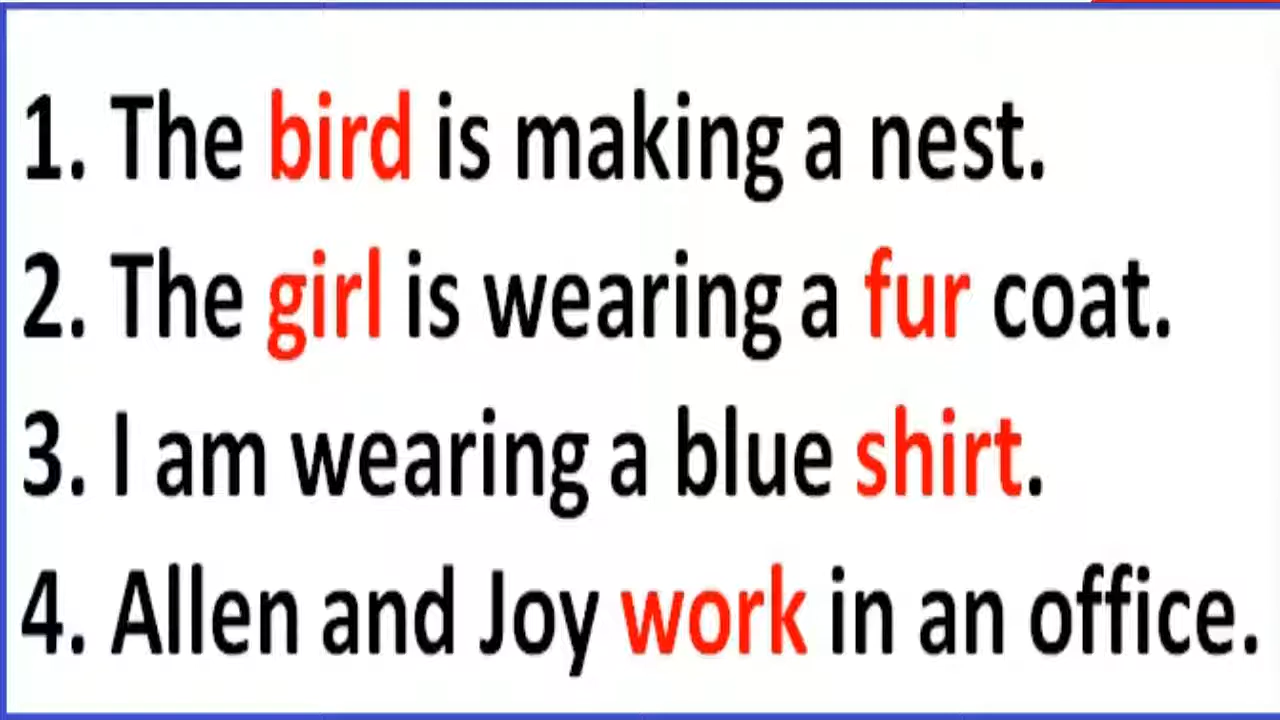 1. The bird is making a nest.
2. The girl is wearing a fur coat.
3. I am wearing a blue shirt.
4. Allen and Joy work in an office.